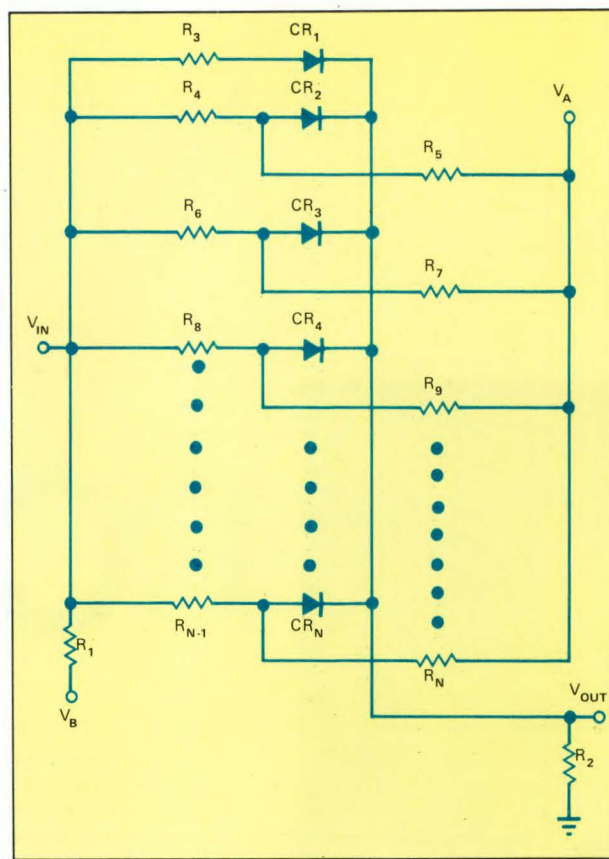 R3 CR1
R4 CR2 VA
R5
R6 CR3
R7
VIN R8 CR4
R9
RN-1 CRN
R1 RN
VB VOUT
R2